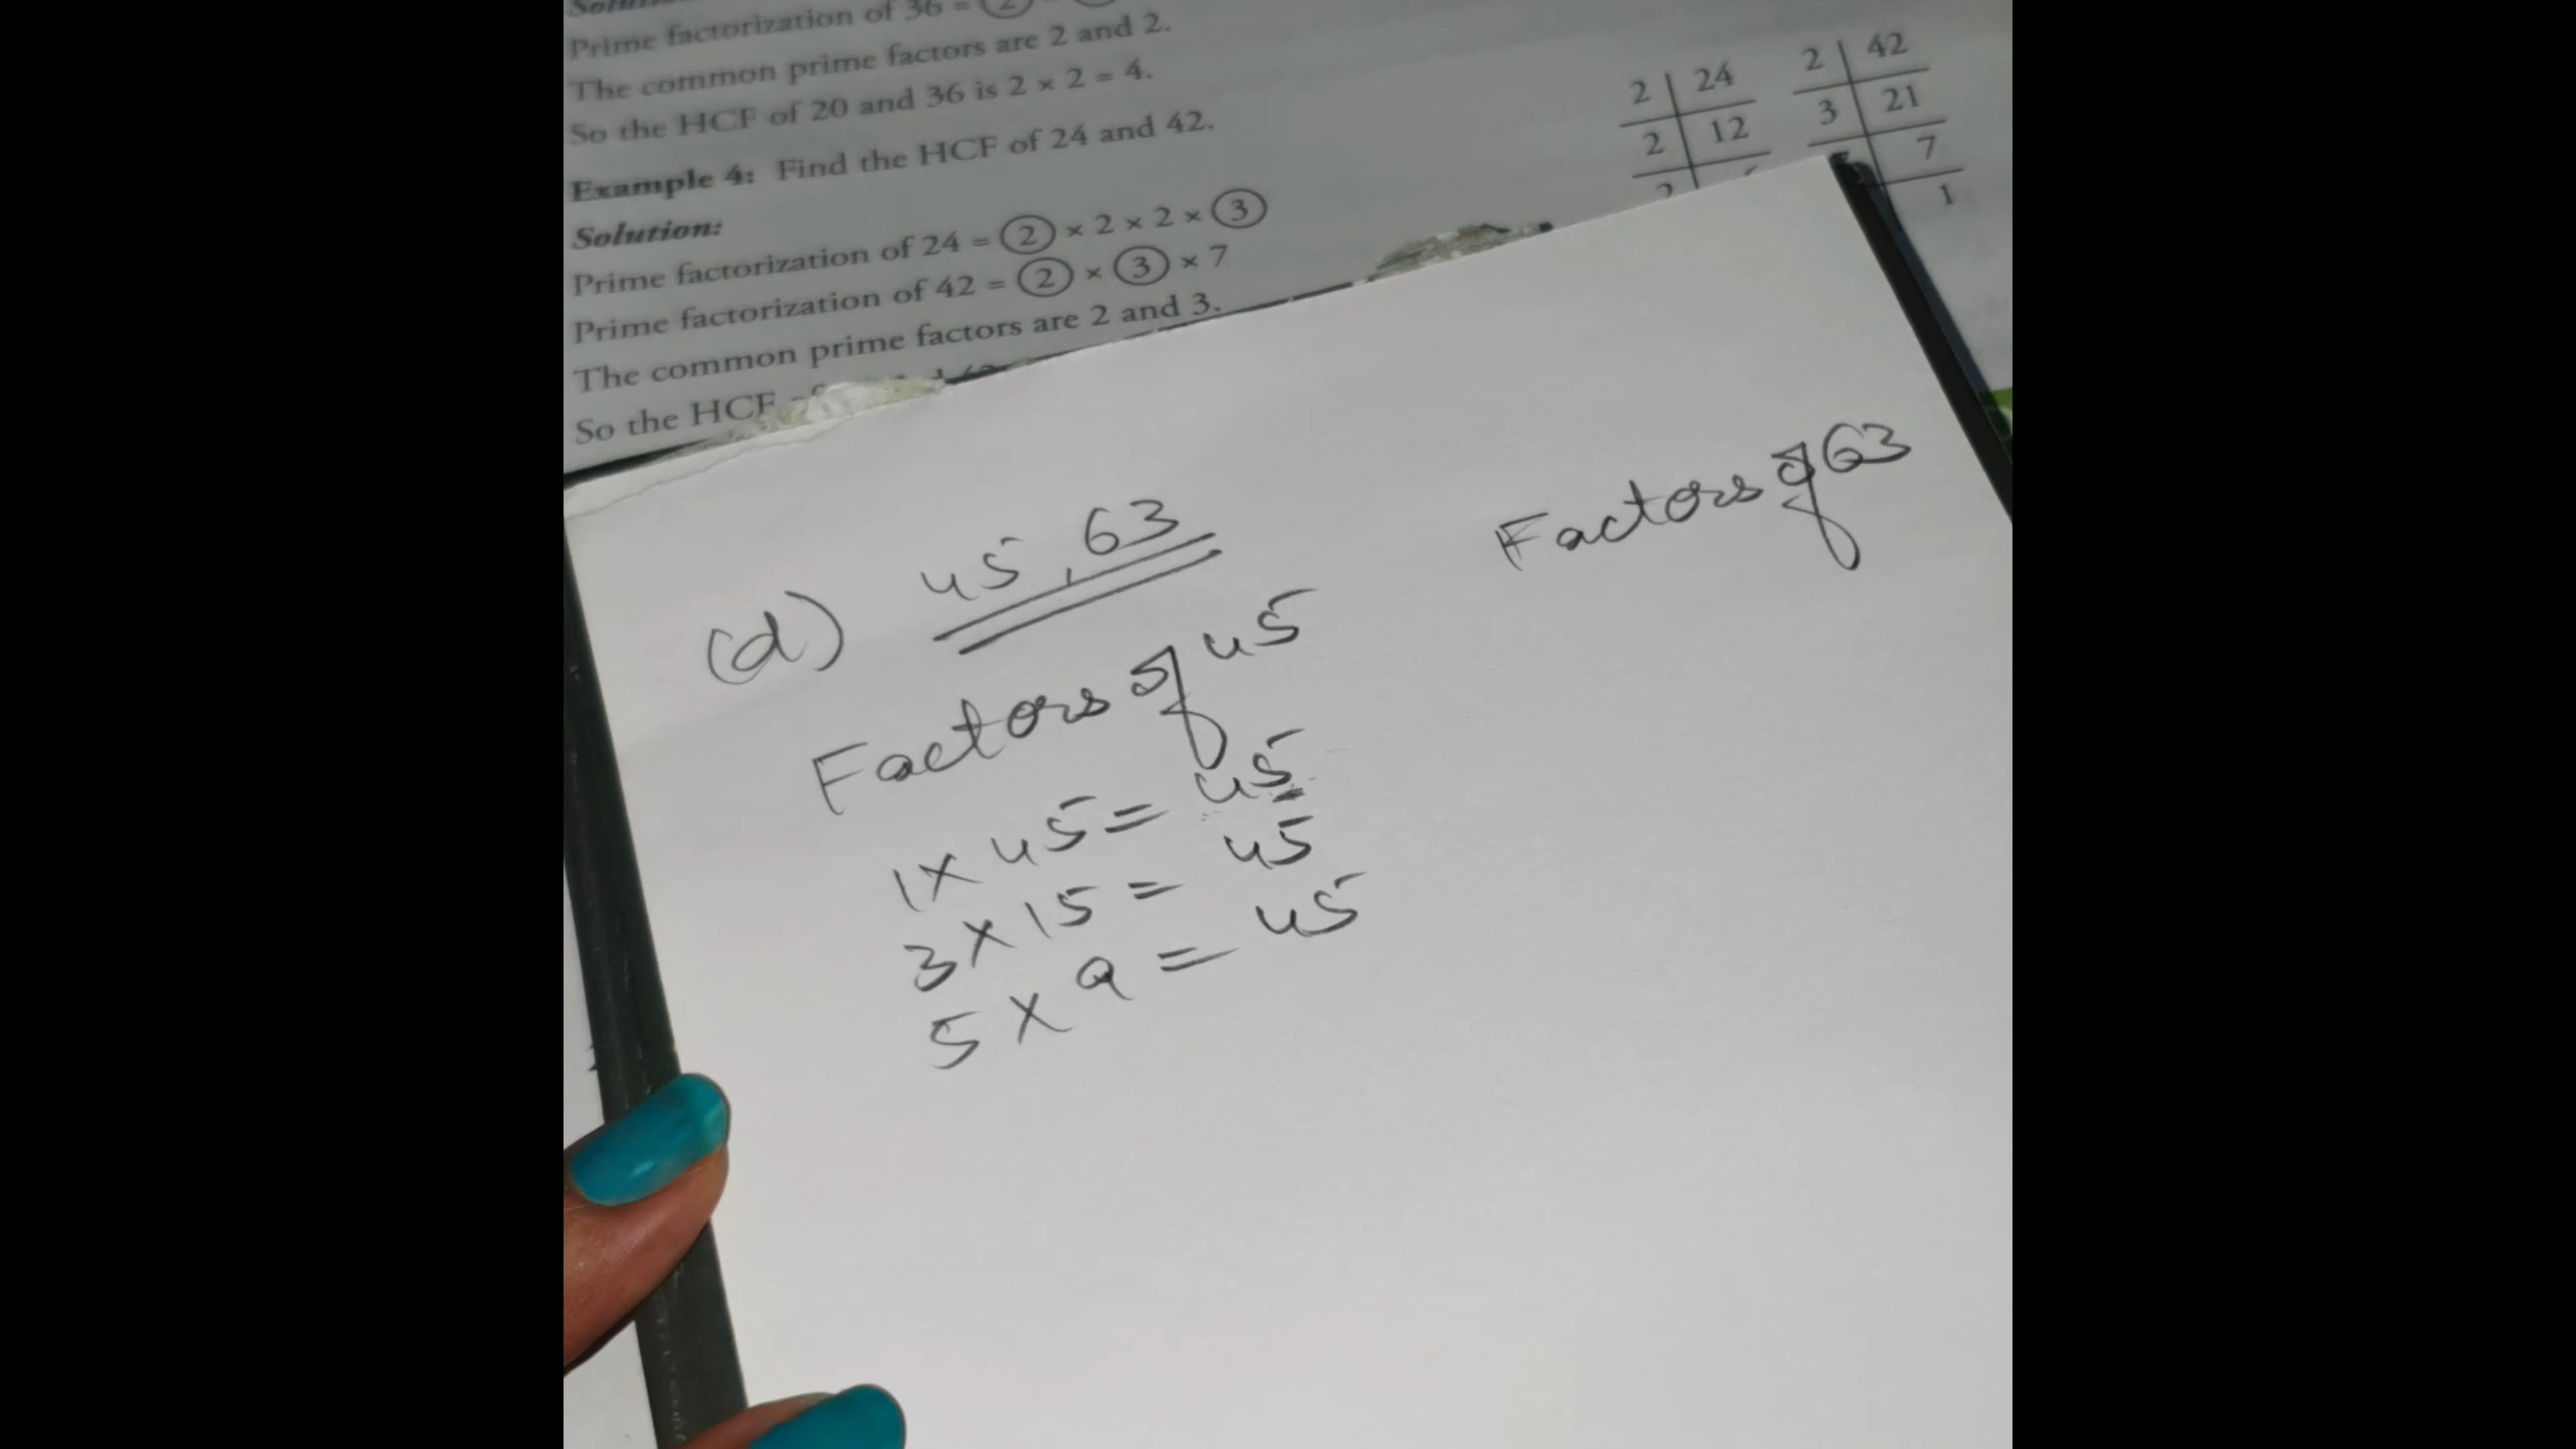 Prime factorization of 36 = 2
The common prime factors are 2 and 2.
So the HCF of 20 and 36 is 2 × 2 = 4.
Example 4: Find the HCF of 24 and 42.
Solution:
Prime factorization of 24 = 2 × 2 × 2 × 3
Prime factorization of 42 = 2 × 3 × 7
The common prime factors are 2 and 3.
So the HCF
2 | 24
2 | 12
2
2 | 42
3 | 21
7
1
(d) 45, 63
Factors of 45
1 × 45 = 45
3 × 15 = 45
5 × 9 = 45
Factors of 63